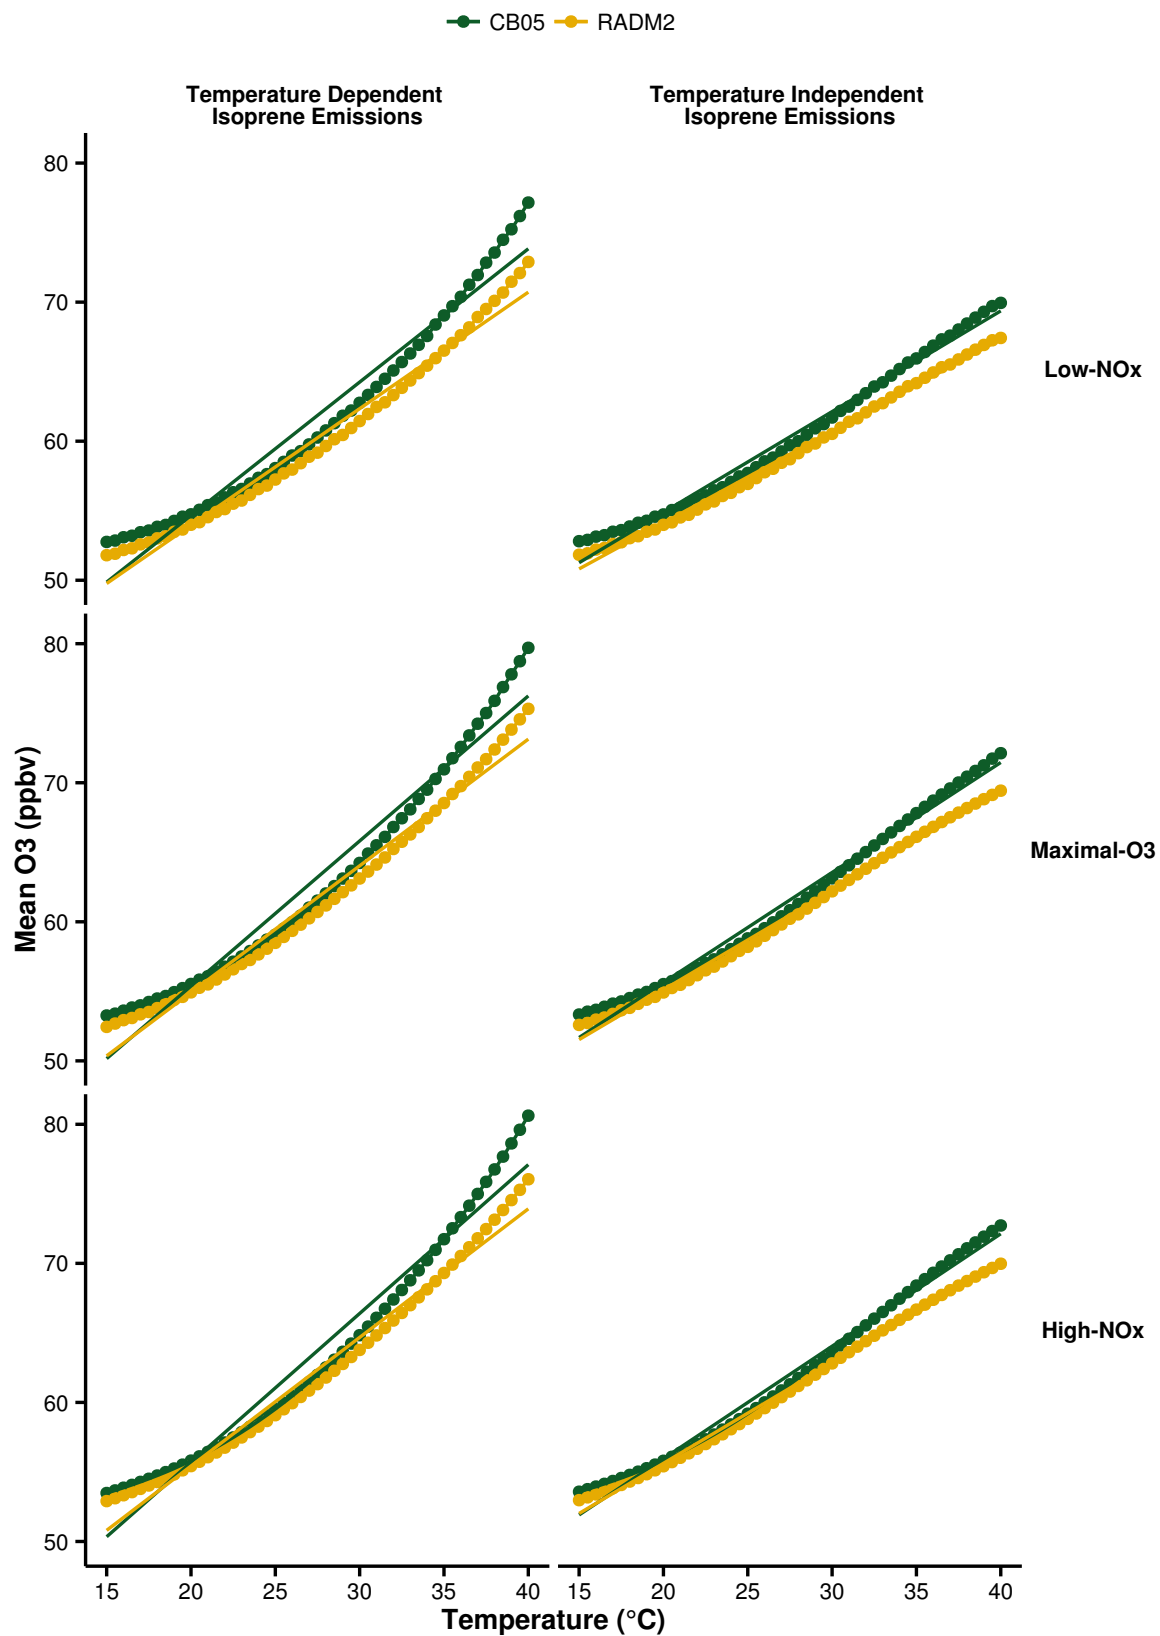 CB05 RADM2
Temperature Dependent
Isoprene Emissions
Temperature Independent
Isoprene Emissions
80
70
60
50
Low-NOx
80
70
60
50
Maximal-O3
80
70
60
50
High-NOx
Mean O3 (ppbv)
15 20 25 30 35 40
15 20 25 30 35 40
Temperature (°C)